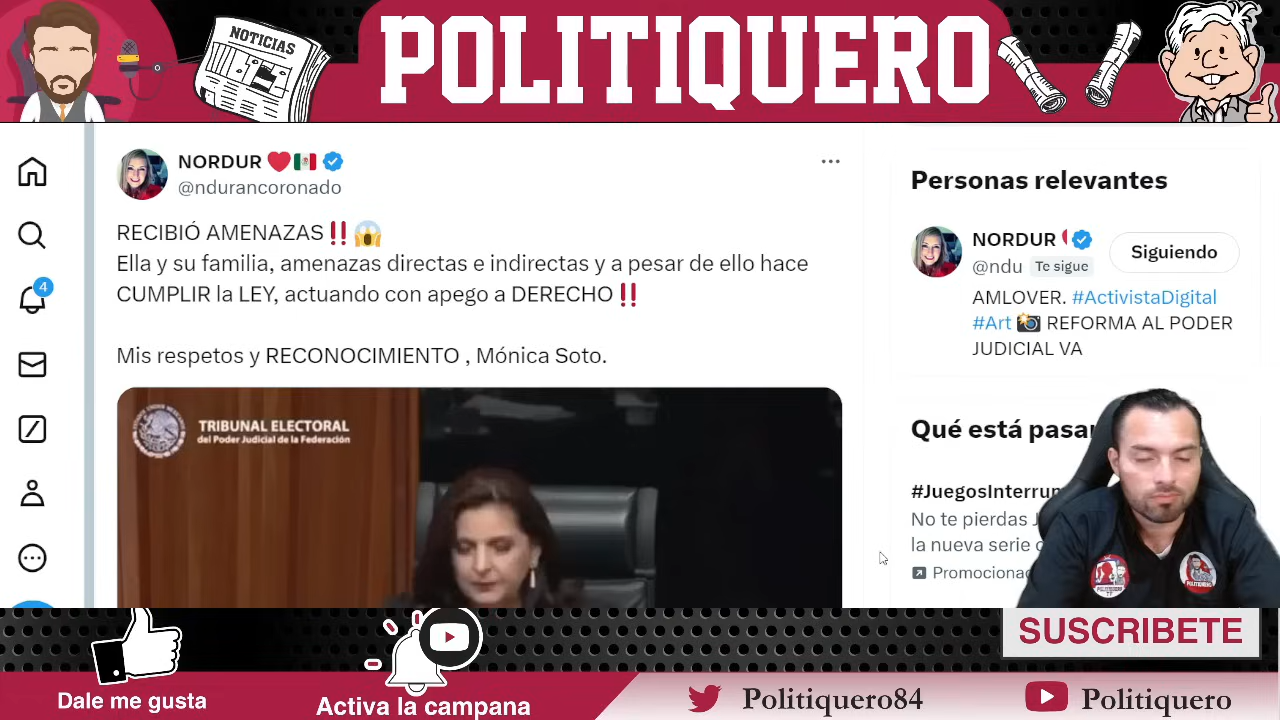 NOTICIAS
POLITIQUERO
NORDUR
@ndurancoronado
RECIBIÓ AMENAZAS‼️😱
Ella y su familia, amenazas directas e indirectas y a pesar de ello hace
CUMPLIR la LEY, actuando con apego a DERECHO‼️
Mis respetos y RECONOCIMIENTO , Mónica Soto.
TRIBUNAL ELECTORAL
del Poder Judicial de la Federación
4
Personas relevantes
NORDUR
@ndu Te sigue
Siguiendo
AMLOVER. #ActivistaDigital
#Art 📸 REFORMA AL PODER
JUDICIAL VA
Qué está
#JuegosInterrum
No te pierdas
la nueva serie
SUSCRIBETE
Dale me gusta
Activa la campana
Politiquero84
Politiquero